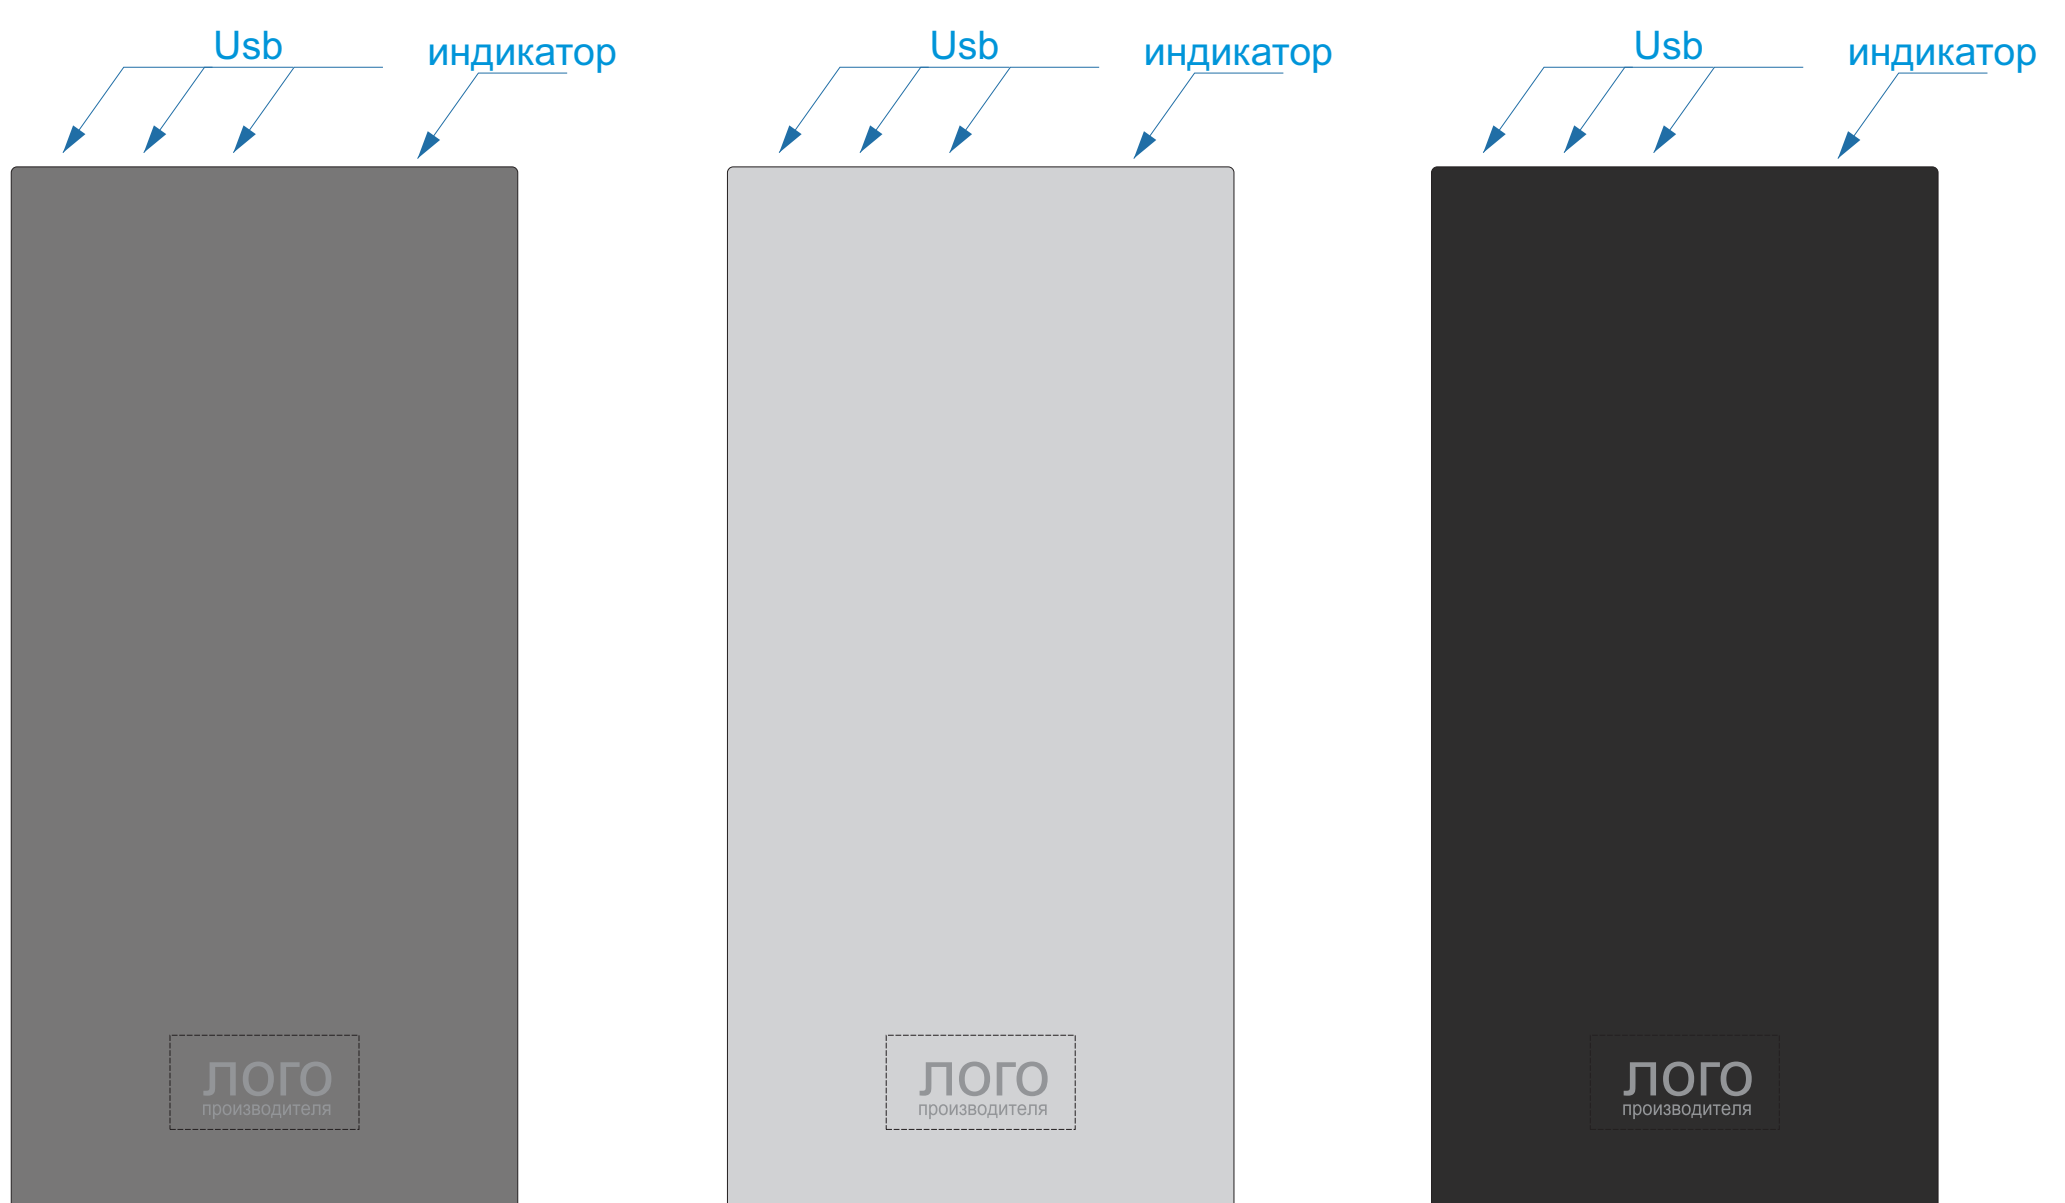 Usb
индикатор
Usb
индикатор
Usb
индикатор
лого
производителя
лого
производителя
лого
производителя